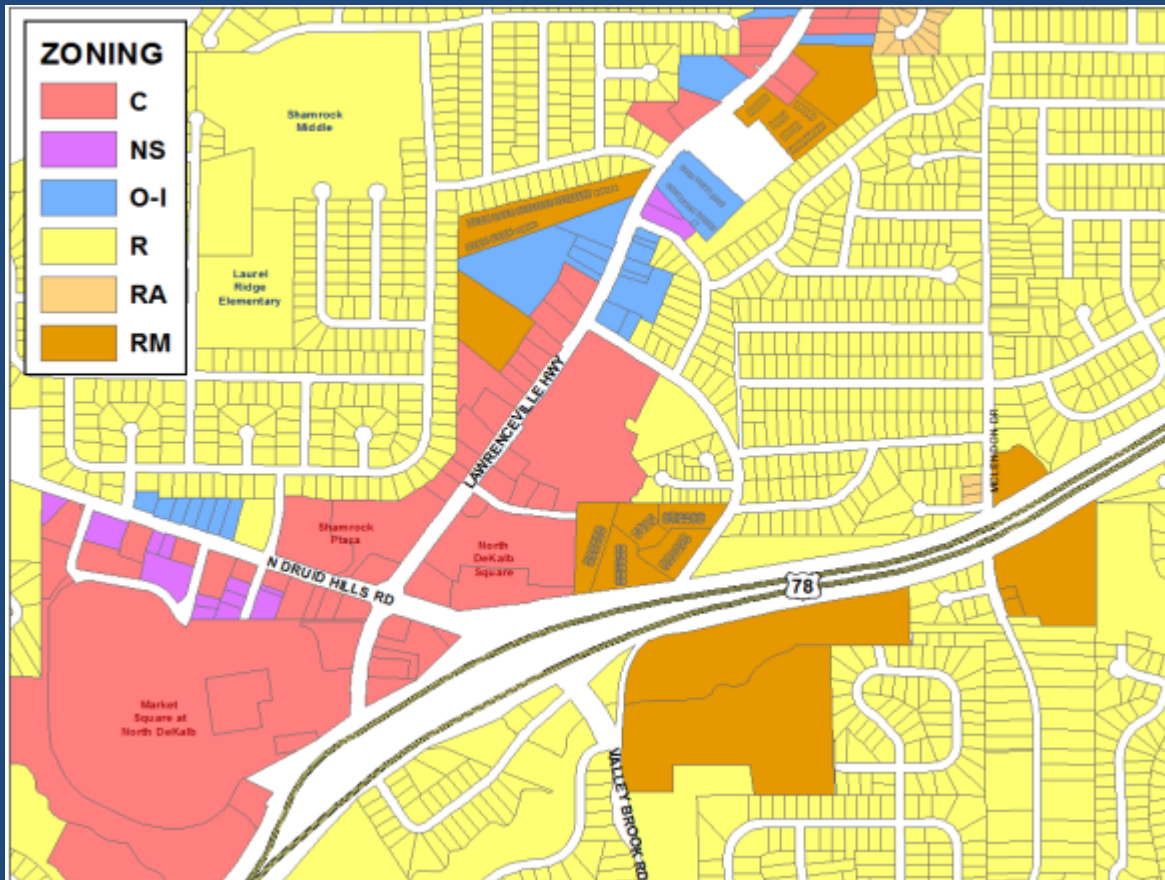 ZONING
C
NS
O-I
R
RA
RM
Shamrock
Middle
Laurel
Ridge
Elementary
LAWRENCEVILLE HWY
MCLENDON DR
Shamrock
Plaza
North
DeKalb
Square
N DRUID HILLS RD
78
Market
Square at
North DeKalb
VALLEY BROOK RD